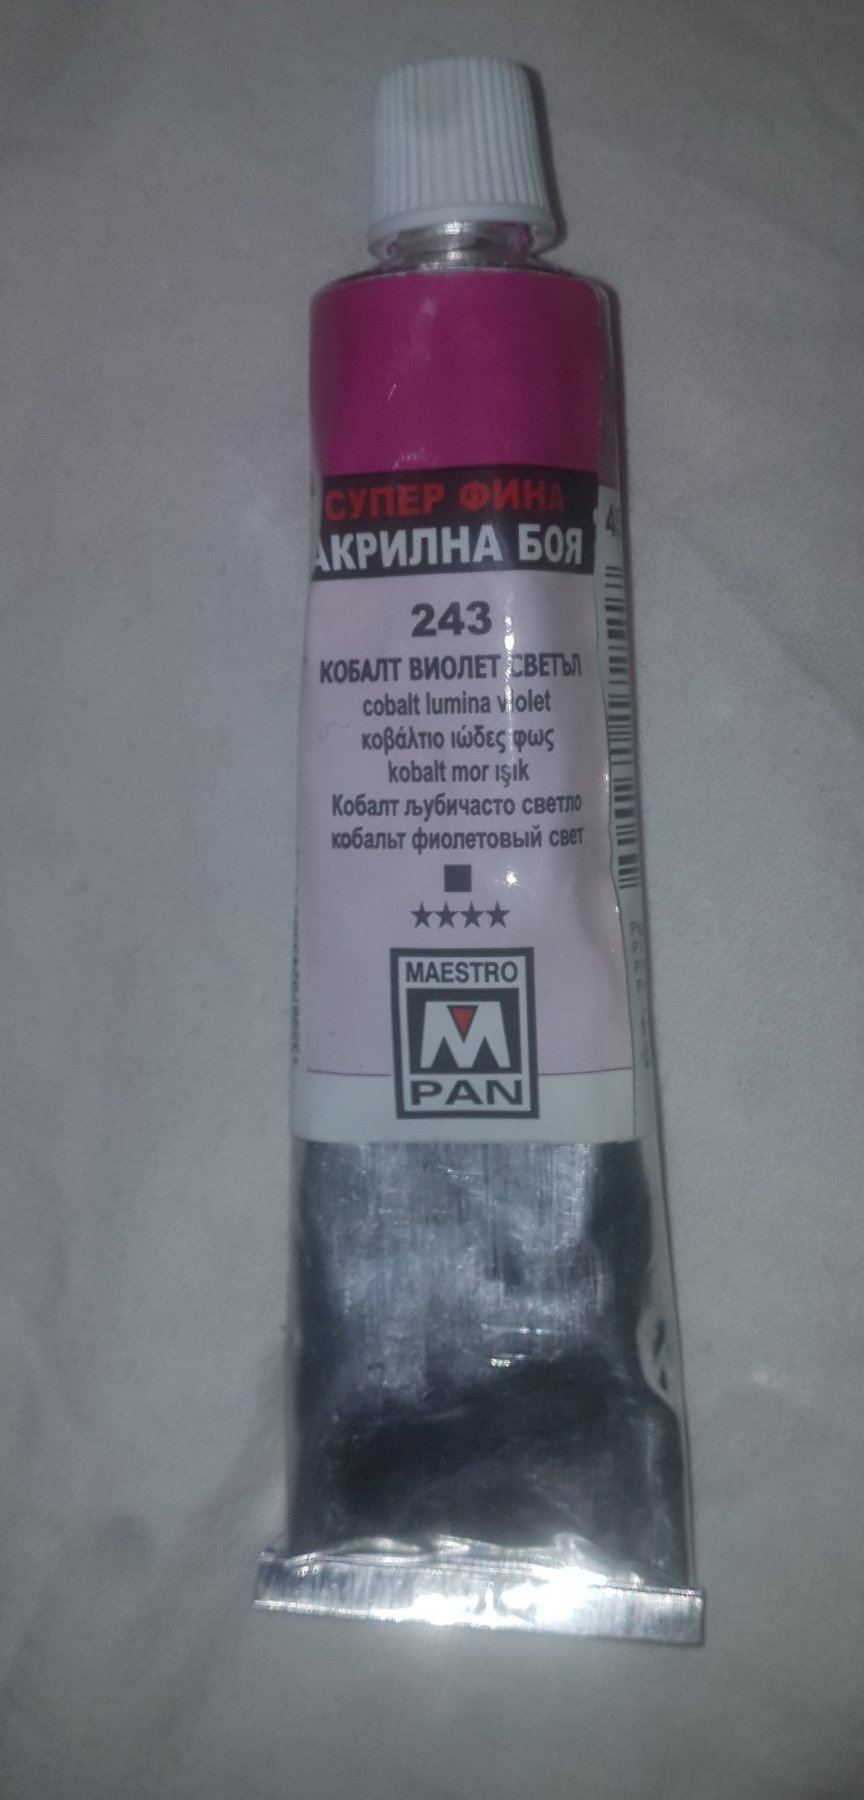 СУПЕР ФИНА
АКРИЛНА БОЯ
243
КОБАЛТ ВИОЛЕТ СВЕТЪЛ
cobalt lumina violet
κοβάλτιο ιώδες φως
kobalt mor ışık
Кобалт љубичасто светло
кобальт фиолетовый свет
MAESTRO
M
PAN